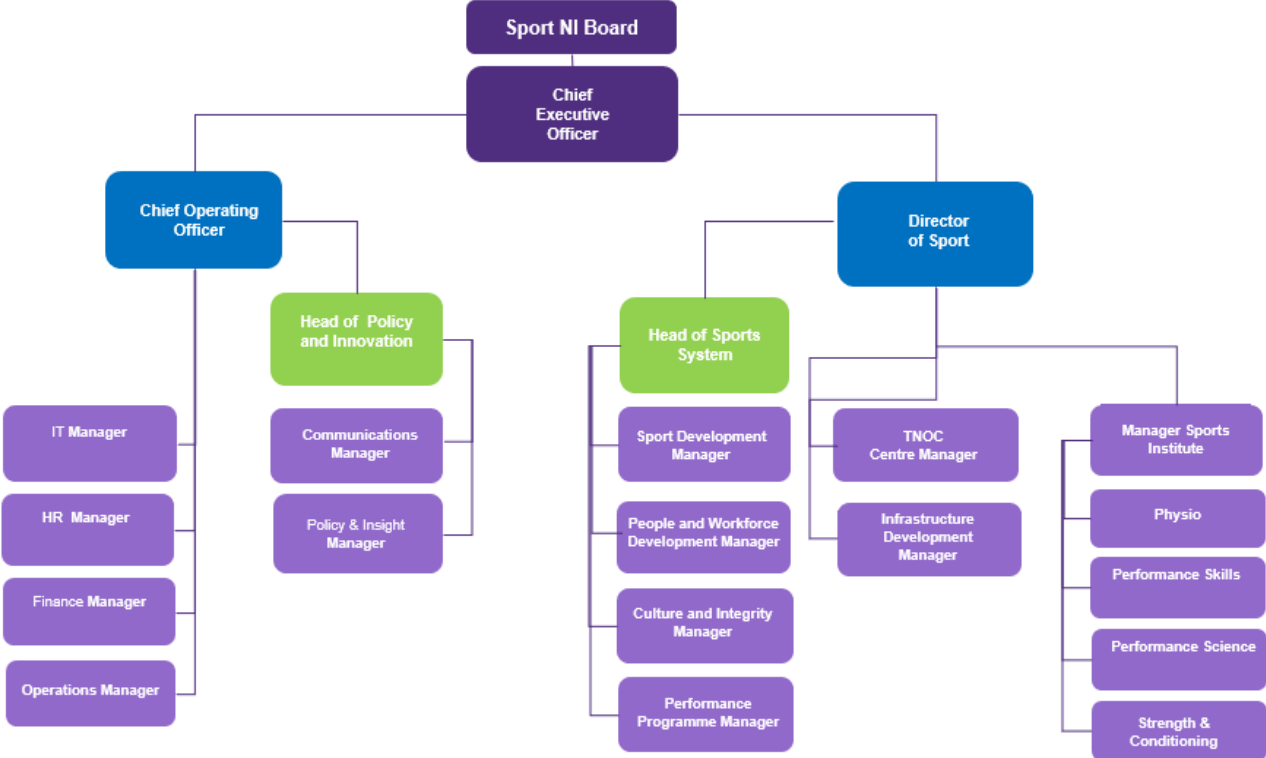 Sport NI Board
Chief
Executive
Officer
Chief Operating
Officer
Director
of Sport
Head of Policy
and Innovation
Head of Sports
System
IT Manager
HR Manager
Finance Manager
Operations Manager
Communications
Manager
Policy & Insight
Manager
Sport Development
Manager
People and Workforce
Development Manager
Culture and Integrity
Manager
Performance
Programme Manager
TNOC
Centre Manager
Infrastructure
Development
Manager
Manager Sports
Institute
Physio
Performance Skills
Performance Science
Strength &
Conditioning